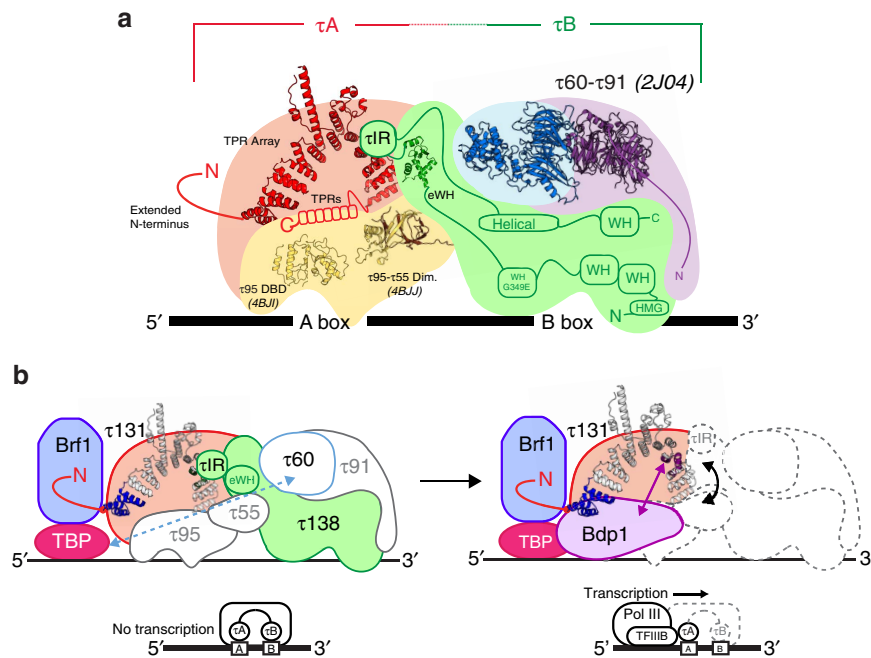 a
τA
τB
τ60-τ91 (2J04)
TPR Array
τIR
N
TPRs
eWH
Extended
N-terminus
C
Helical
WH
C
τ95 DBD
(4BJI)
τ95-τ55 Dim.
(4BJJ)
WH
G349E
WH
WH
N
N
HMG
5′
A box
B box
3′
b
Brf1
τ131
N
τIR
eWH
τ60
τ91
τ55
τ95
τ138
TBP
5′
3′
No transcription
τA
τB
A
B
5′
3′
Brf1
τ131
τIR
N
Bdp1
TBP
5′
3
Transcription
Pol III
TFIIIB
τA
τB
A
B
5′
3′